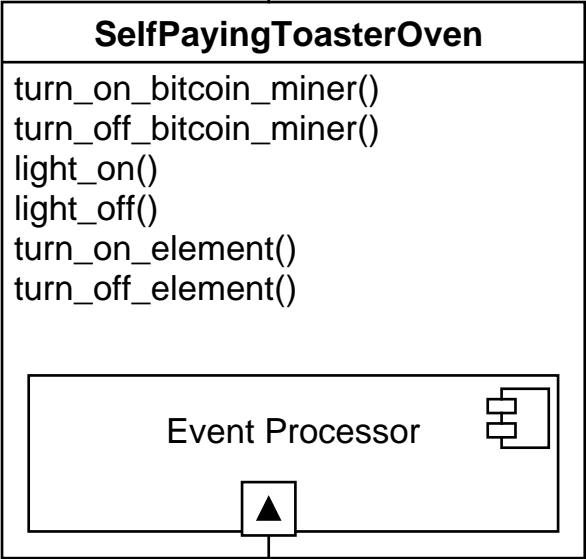 SelfPayingToasterOven
turn_on_bitcoin_miner()
turn_off_bitcoin_miner()
light_on()
light_off()
turn_on_element()
turn_off_element()
Event Processor